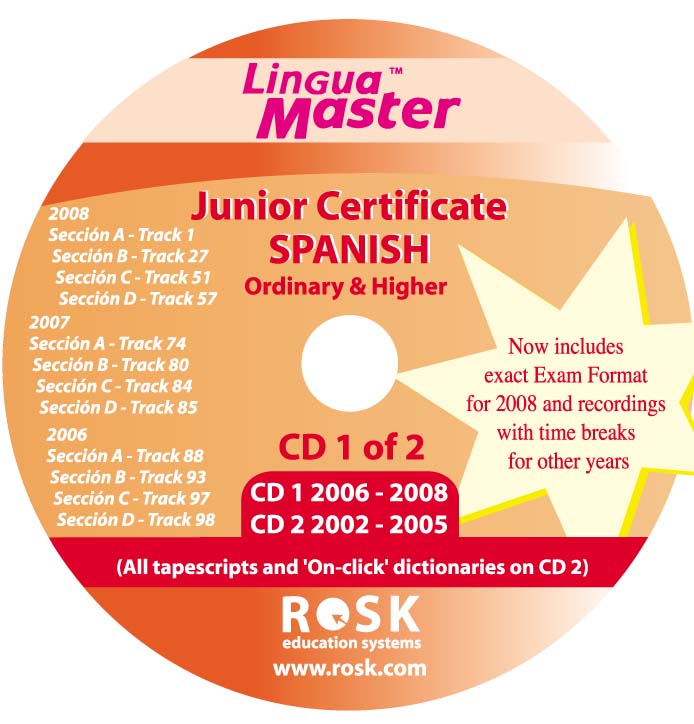 Lingua™
Master
Junior Certificate
SPANISH
Ordinary & Higher
2008
Sección A - Track 1
Sección B - Track 27
Sección C - Track 51
Sección D - Track 57
2007
Sección A - Track 74
Sección B - Track 80
Sección C - Track 84
Sección D - Track 85
2006
Sección A - Track 88
Sección B - Track 93
Sección C - Track 97
Sección D - Track 98
Now includes
exact Exam Format
for 2008 and recordings
with time breaks
for other years
CD 1 of 2
CD 1 2006 - 2008
CD 2 2002 - 2005
(All tapescripts and 'On-click' dictionaries on CD 2)
ROSK
education systems
www.rosk.com